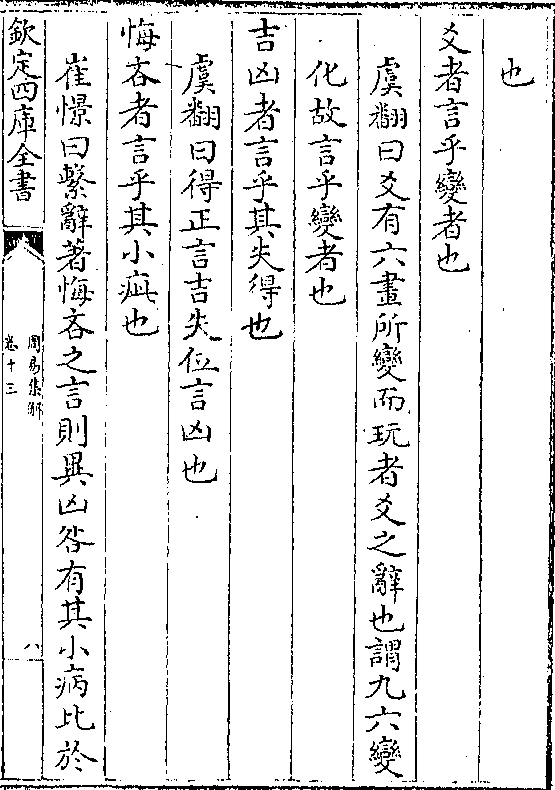 也
爻者言乎變者也
虞翻曰爻有六畫所變而玩者爻之辭也謂九六變
化故言乎變者也
吉凶者言乎其失得也
虞翻曰得正言吉失位言凶也
悔吝者言乎其小疵也
崔憬曰繫辭著悔吝之言則異凶咎有其小病比於
欽定四庫全書
周易集解
卷十三
八